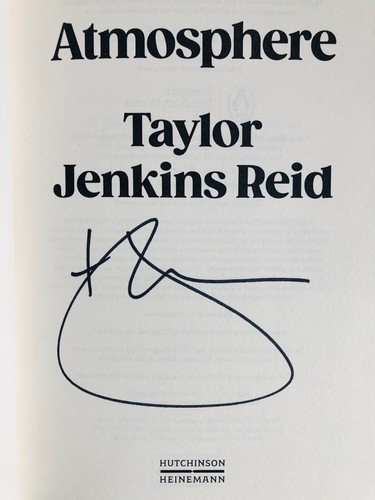 Atmosphere
Taylor
Jenkins Reid
HUTCHINSON
HEINEMANN